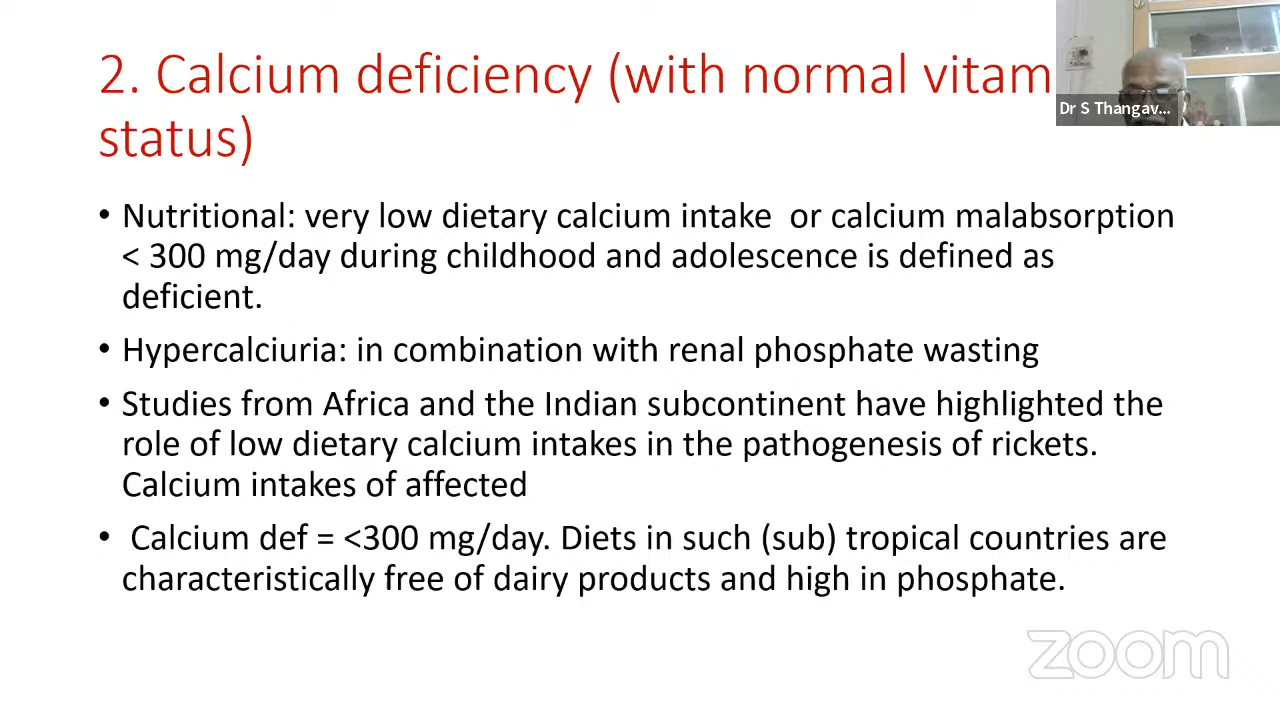 2. Calcium deficiency (with normal vitam
status)
Dr S Thangav...
• Nutritional: very low dietary calcium intake or calcium malabsorption
< 300 mg/day during childhood and adolescence is defined as
deficient.
• Hypercalciuria: in combination with renal phosphate wasting
• Studies from Africa and the Indian subcontinent have highlighted the
role of low dietary calcium intakes in the pathogenesis of rickets.
Calcium intakes of affected
• Calcium def = <300 mg/day. Diets in such (sub) tropical countries are
characteristically free of dairy products and high in phosphate.
zoom